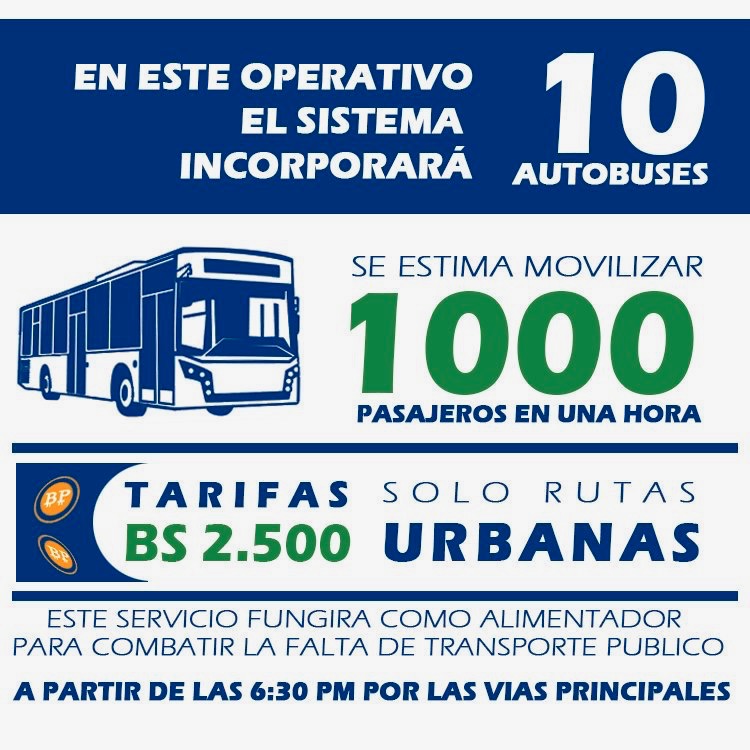 EN ESTE OPERATIVO
EL SISTEMA
INCORPORARÁ
10
AUTOBUSES
SE ESTIMA MOVILIZAR
1000
PASAJEROS EN UNA HORA
BP
BP
TARIFAS
BS 2.500
SOLO RUTAS
URBANAS
ESTE SERVICIO FUNGIRA COMO ALIMENTADOR
PARA COMBATIR LA FALTA DE TRANSPORTE PUBLICO
A PARTIR DE LAS 6:30 PM POR LAS VIAS PRINCIPALES